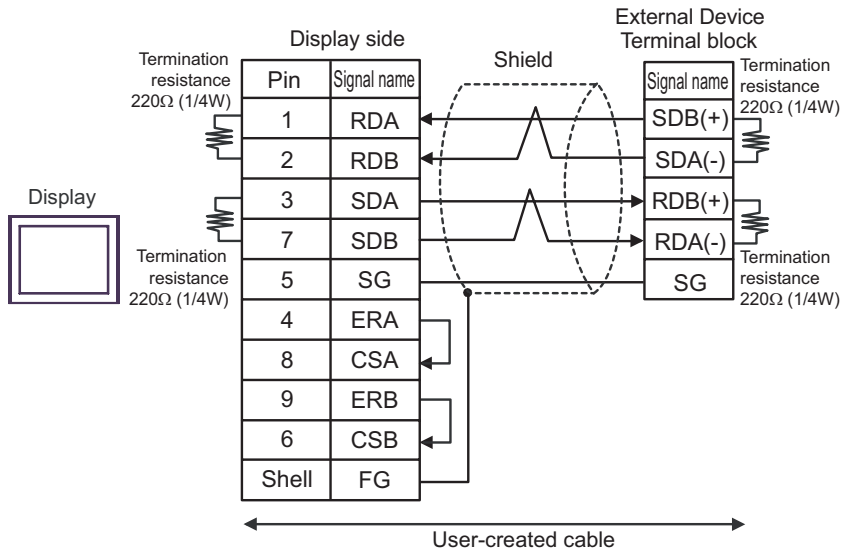 Display side
External Device
Terminal block
Shield
Termination
resistance
220Ω (1/4W)
Termination
resistance
220Ω (1/4W)
Pin Signal name
Signal name
1 RDA
SDB(+)
2 RDB
SDA(-)
3 SDA
RDB(+)
7 SDB
RDA(-)
5 SG
SG
4 ERA
8 CSA
9 ERB
6 CSB
Shell FG
Display
Termination
resistance
220Ω (1/4W)
Termination
resistance
220Ω (1/4W)
User-created cable